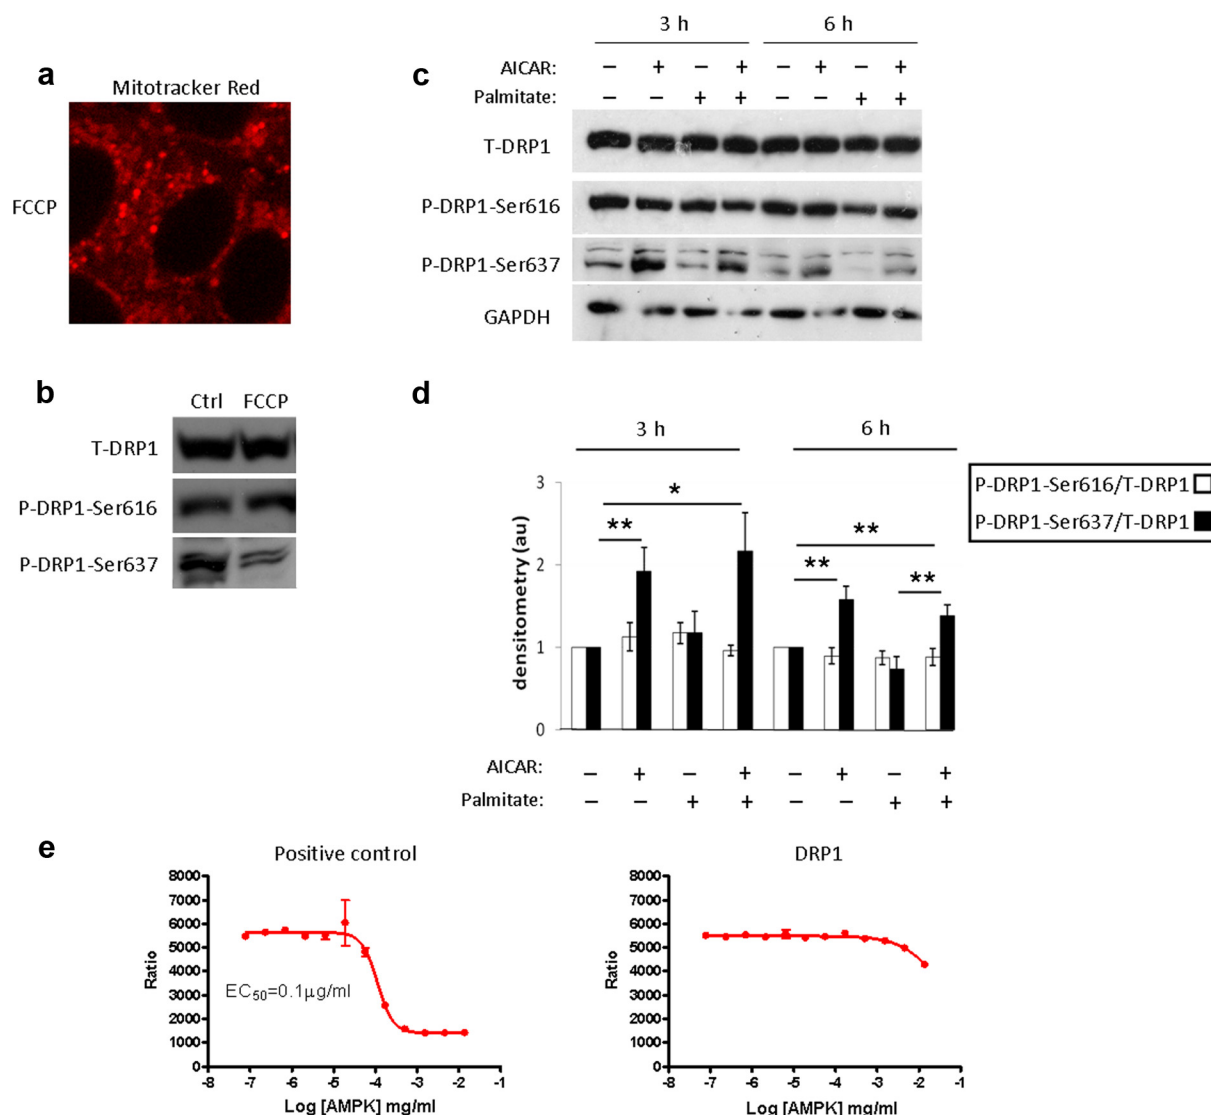 a
Mitotracker Red
FCCP
b
Ctrl FCCP
T-DRP1
P-DRP1-Ser616
P-DRP1-Ser637
c
3 h 6 h
AICAR: − + − + − + − +
Palmitate: − − + + − − + +
T-DRP1
P-DRP1-Ser616
P-DRP1-Ser637
GAPDH
d
3 h 6 h
P-DRP1-Ser616/T-DRP1
P-DRP1-Ser637/T-DRP1
densitometry (au)
3
2
1
0
** * ** ** **
AICAR: − + − + − + − +
Palmitate: − − + + − − + +
e
Positive control
Ratio
8000
7000
6000
5000
4000
3000
2000
1000
0
EC50=0.1μg/ml
-8 -7 -6 -5 -4 -3 -2 -1
Log [AMPK] mg/ml
DRP1
Ratio
8000
7000
6000
5000
4000
3000
2000
1000
0
-8 -7 -6 -5 -4 -3 -2 -1
Log [AMPK] mg/ml